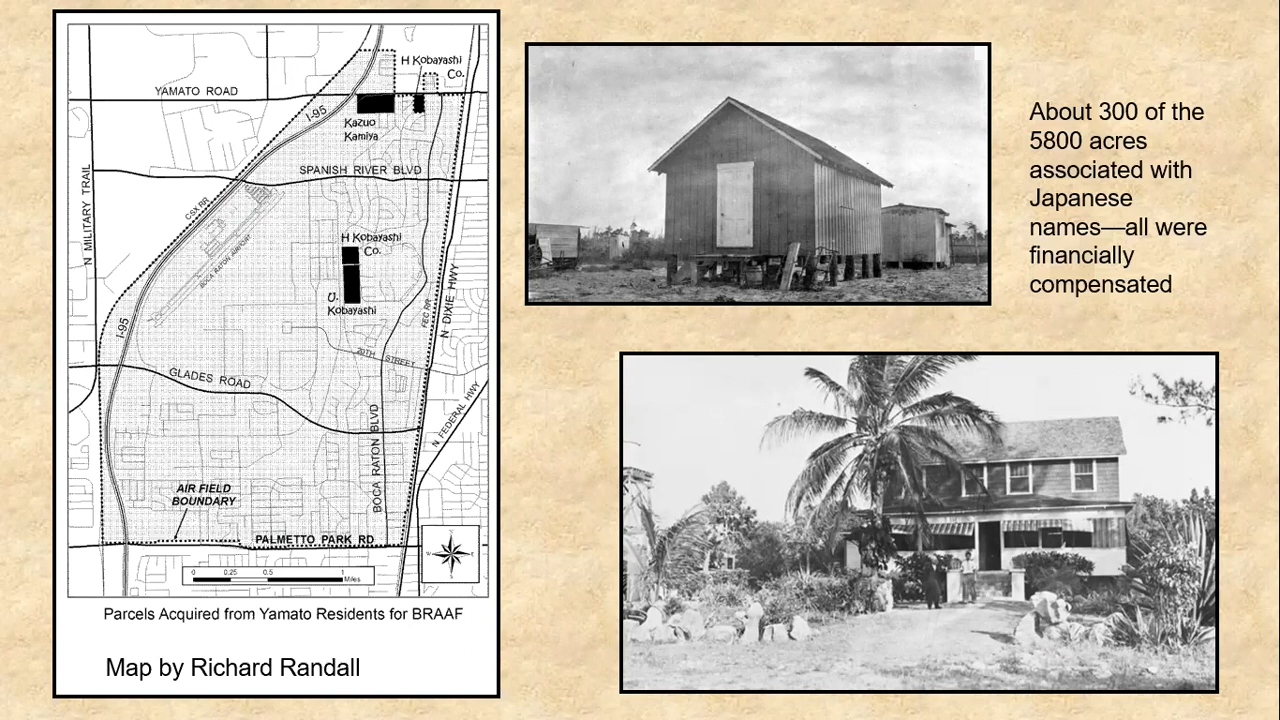 H Kobayashi
Co.
YAMATO ROAD
I-95
Kazuo
Kamiya
SPANISH RIVER BLVD
N MILITARY TRAIL
CSX RR
BOCA RATON AIRPORT
H Kobayashi
Co.
U.
Kobayashi
FEC RR
N DIXIE HWY
I-95
20TH STREET
GLADES ROAD
N FEDERAL HWY
BOCA RATON BLVD
AIR FIELD
BOUNDARY
PALMETTO PARK RD
0 0.25 0.5 1
Miles
N
W E
S
Parcels Acquired from Yamato Residents for BRAAF
Map by Richard Randall
About 300 of the
5800 acres
associated with
Japanese
names—all were
financially
compensated